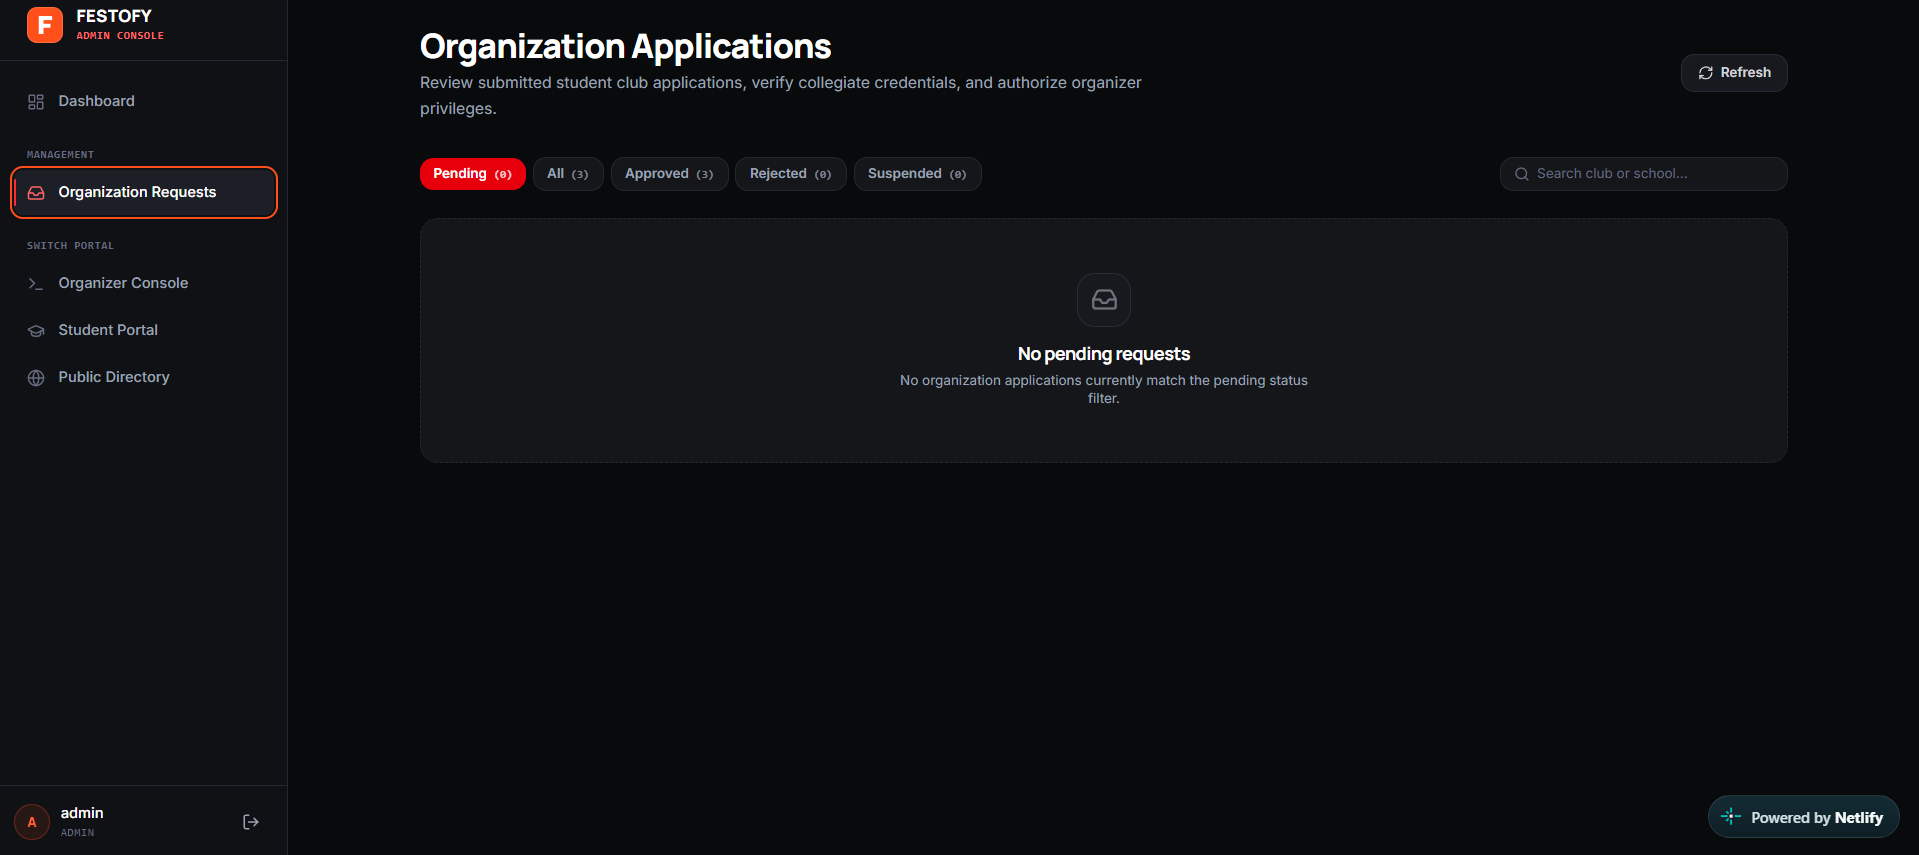 F
FESTOFY
ADMIN CONSOLE
Dashboard
MANAGEMENT
Organization Requests
SWITCH PORTAL
Organizer Console
Student Portal
Public Directory
A
admin
ADMIN
Organization Applications
Review submitted student club applications, verify collegiate credentials, and authorize organizer
privileges.
Refresh
Pending (0)
All (3)
Approved (3)
Rejected (0)
Suspended (0)
Search club or school...
No pending requests
No organization applications currently match the pending status
filter.
Powered by Netlify